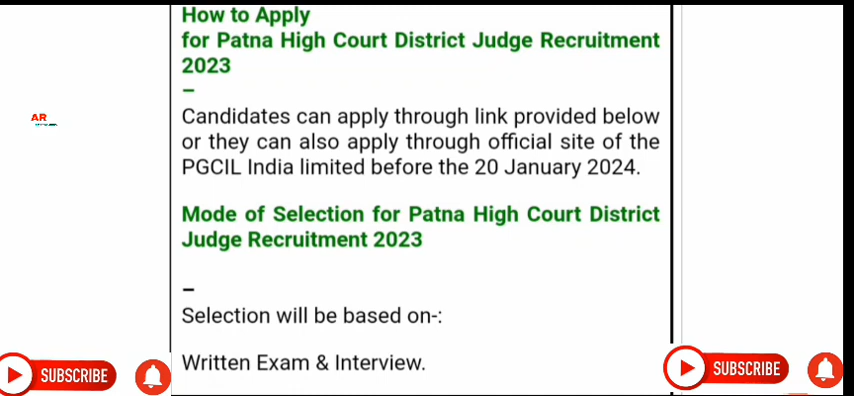 How to Apply
for Patna High Court District Judge Recruitment
2023
–
Candidates can apply through link provided below
or they can also apply through official site of the
PGCIL India limited before the 20 January 2024.
Mode of Selection for Patna High Court District
Judge Recruitment 2023
–
Selection will be based on-:
Written Exam & Interview.
AR
SUBSCRIBE
SUBSCRIBE